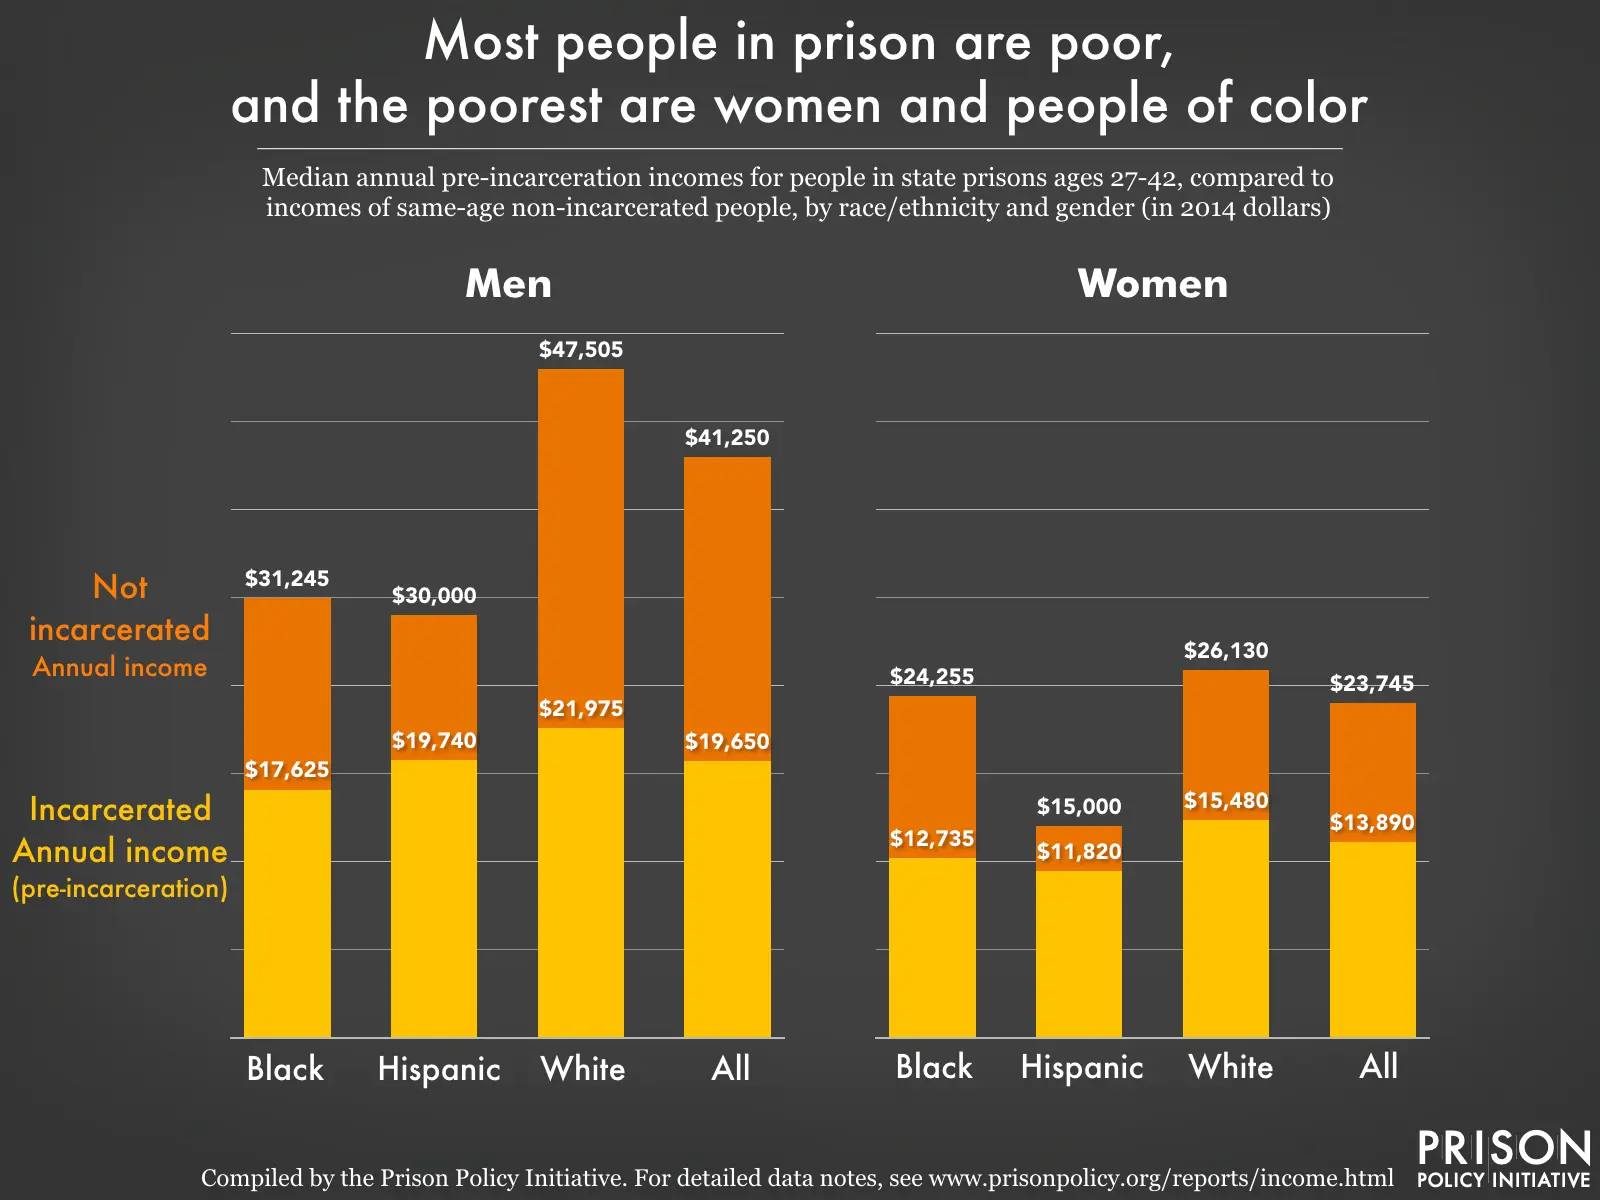 Most people in prison are poor,
and the poorest are women and people of color
Median annual pre-incarceration incomes for people in state prisons ages 27-42, compared to
incomes of same-age non-incarcerated people, by race/ethnicity and gender (in 2014 dollars)
Men
Women
Not
incarcerated
Annual income
Incarcerated
Annual income
(pre-incarceration)
$31,245
$17,625
$30,000
$19,740
$47,505
$21,975
$41,250
$19,650
Black
Hispanic
White
All
$24,255
$12,735
$15,000
$11,820
$26,130
$15,480
$23,745
$13,890
Black
Hispanic
White
All
Compiled by the Prison Policy Initiative. For detailed data notes, see www.prisonpolicy.org/reports/income.html
PRISON
POLICY INITIATIVE